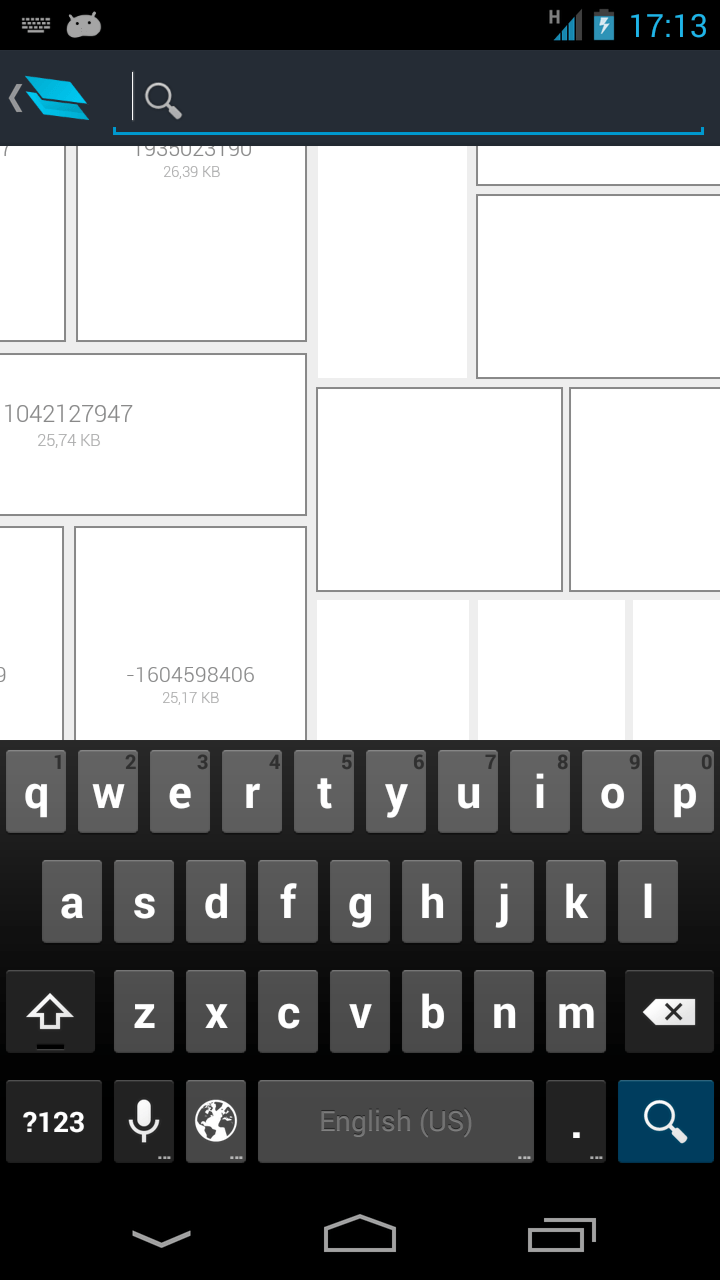 H 17:13
1935023190
26,39 KB
1042127947
25,74 KB
9
-1604598406
25,17 KB
1 2 3 4 5 6 7 8 9 0
q w e r t y u i o p
a s d f g h j k l
z x c v b n m
?123 English (US) .